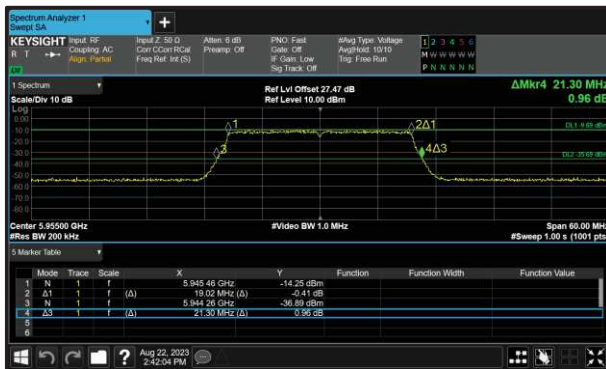 Spectrum Analyzer 1
Swept SA
KEYSIGHT Input: RF Input Z: 50 Ω Atten: 6 dB PNO: Fast #Avg Type: Voltage 1 2 3 4 5 6
R T Coupling: AC Corr CCorr RCal Preamp: Off Gate: Off Avg|Hold: 10/10 M W W W W W
Align: Partial Freq Ref: Int (S) IF Gain: Low Trig: Free Run
Sig Track: Off P N N N N N
1 Spectrum Ref Lvl Offset 27.47 dB ΔMkr4 21.30 MHz
Scale/Div 10 dB Ref Level 10.00 dBm 0.96 dB
Log
0.00
-10.0
-20.0
-30.0
-40.0
-50.0
-60.0
-70.0
-80.0
1
2Δ1
3
4Δ3
DL1 -9.69 dBm
DL2 -35.69 dBm
Center 5.95500 GHz #Video BW 1.0 MHz Span 60.00 MHz
#Res BW 200 kHz #Sweep 1.00 s (1001 pts)
5 Marker Table
Mode Trace Scale X Y Function Function Width Function Value
1 N 1 f 5.945 46 GHz -14.25 dBm
2 Δ1 1 f (Δ) 19.02 MHz (Δ) -0.41 dB
3 N 1 f 5.944 26 GHz -36.89 dBm
4 Δ3 1 f (Δ) 21.30 MHz (Δ) 0.96 dB
5
6
? Aug 22, 2023
2:42:04 PM